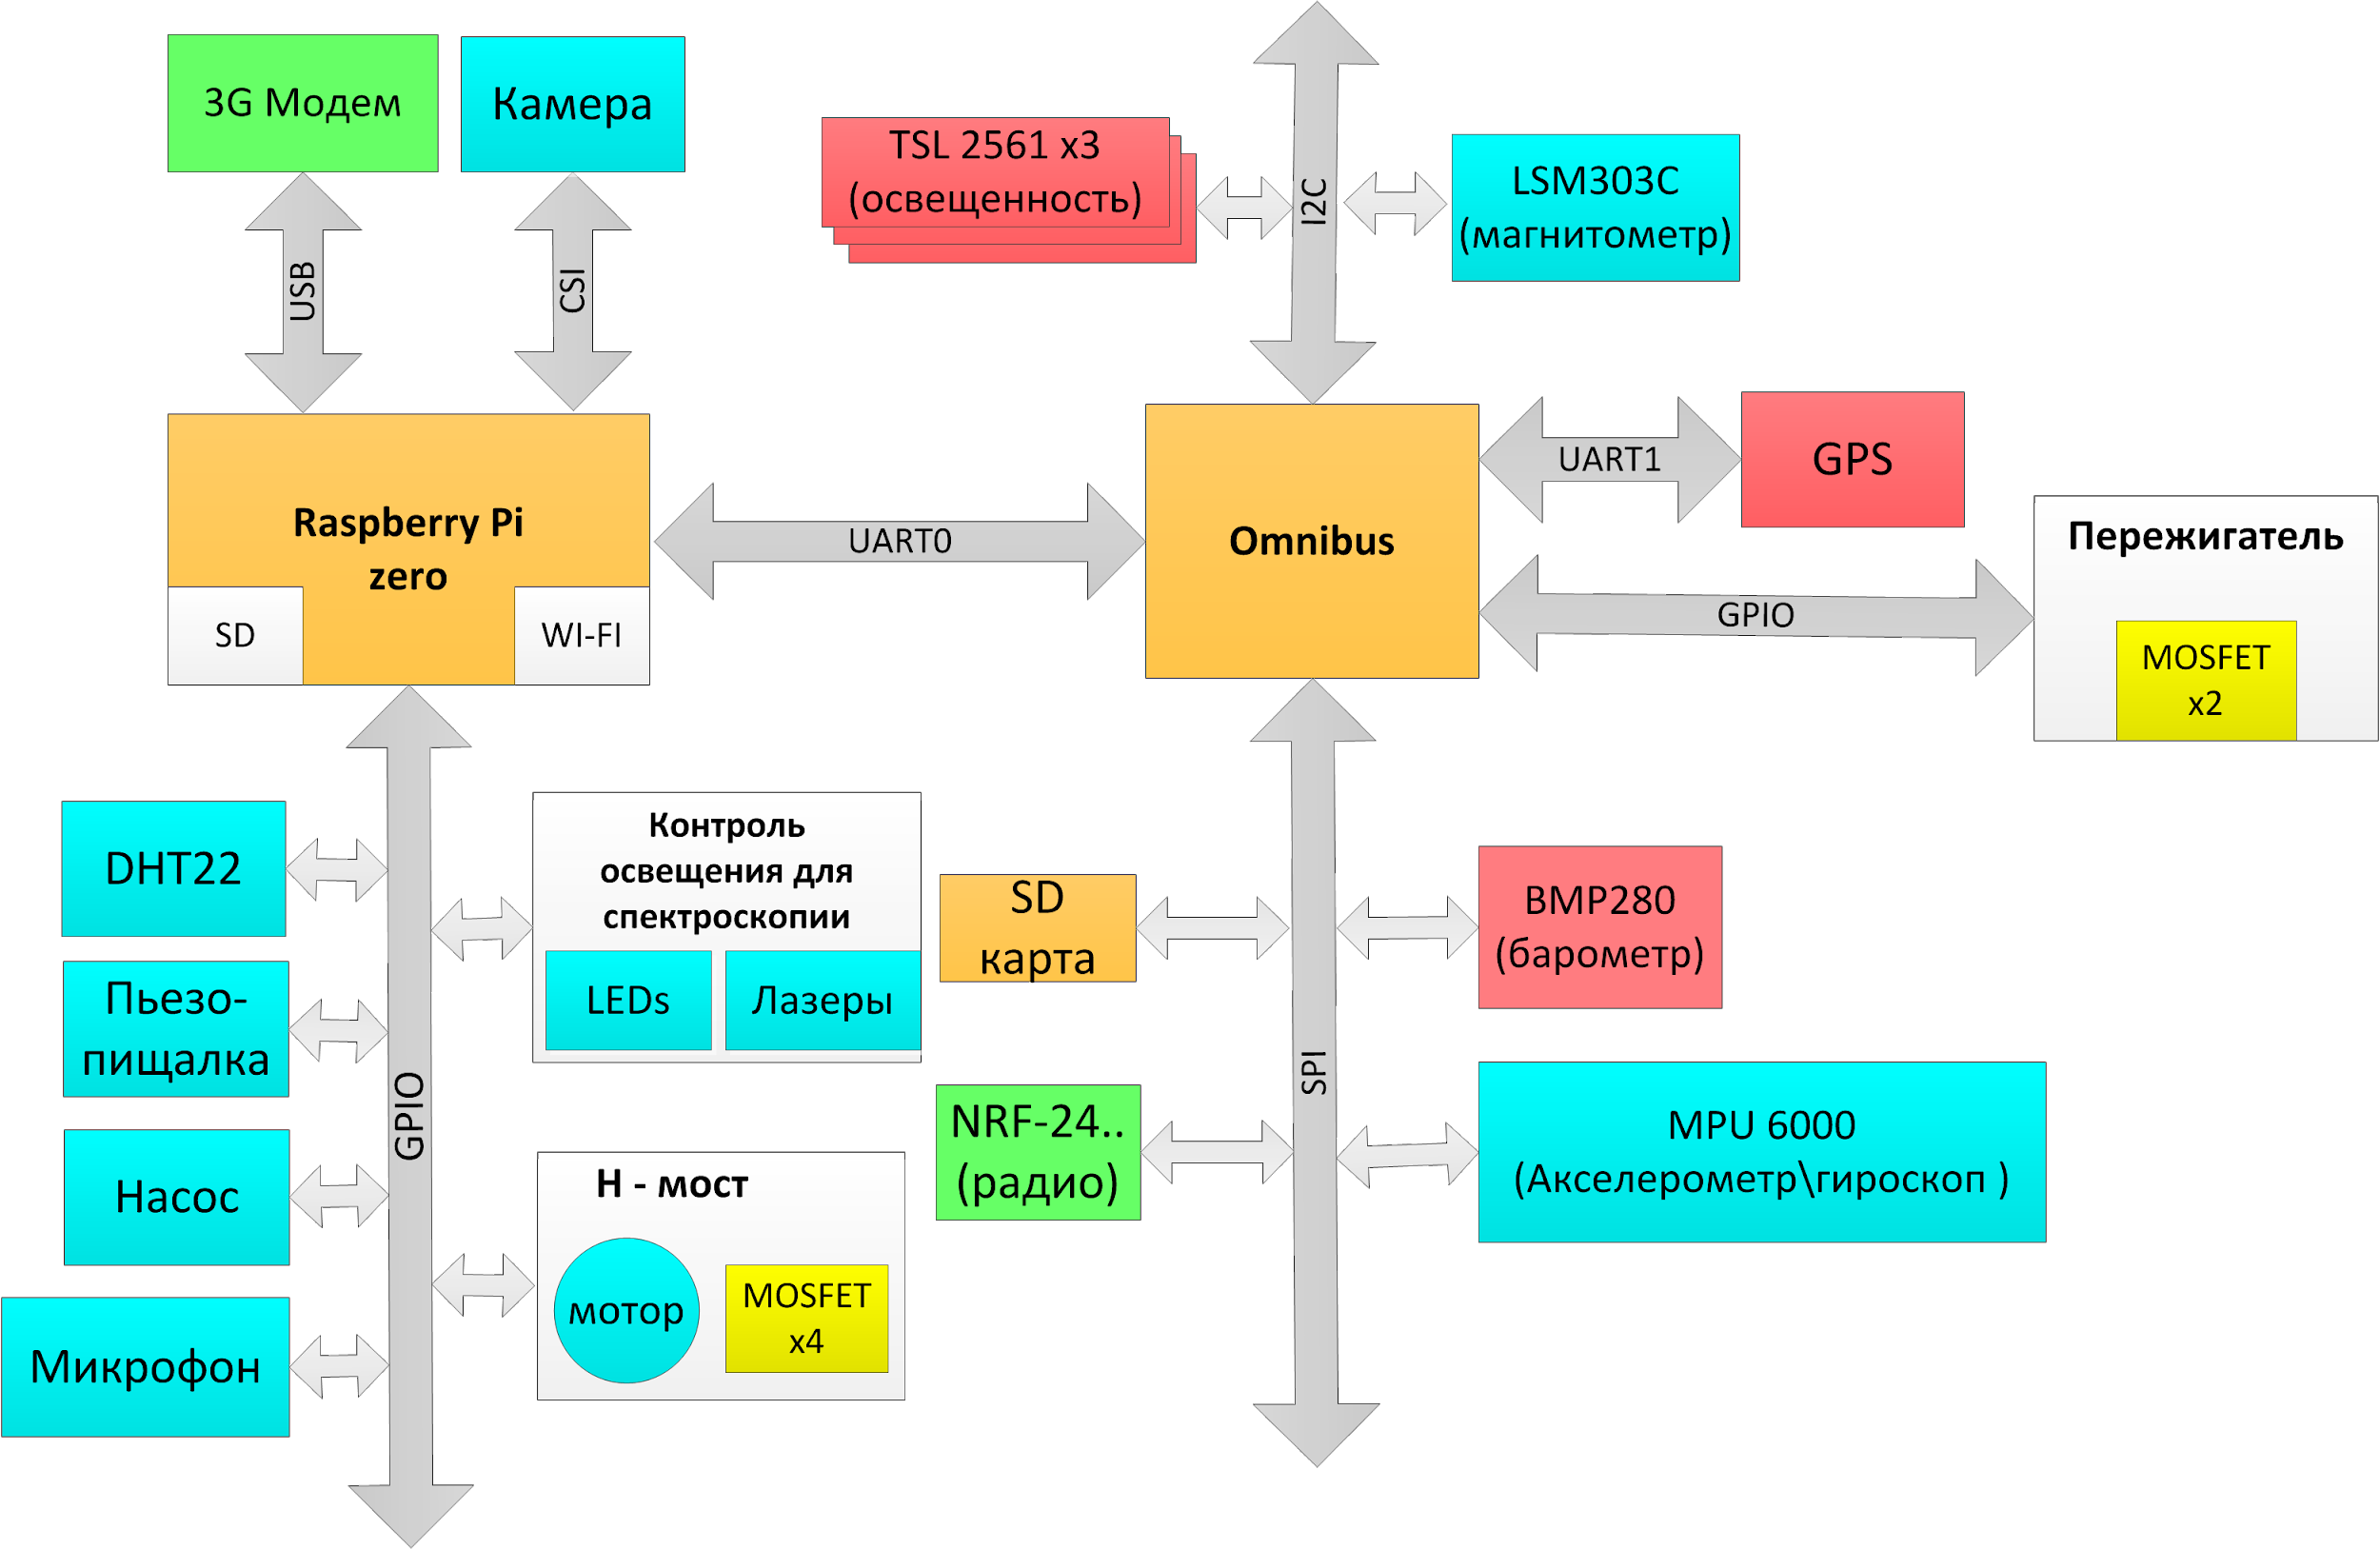 3G Модем
Камера
USB
CSI
TSL 2561 x3
(освещенность)
I2C
LSM303C
(магнитометр)
Raspberry Pi
zero
SD
WI-FI
UART0
Omnibus
UART1
GPS
GPIO
Пережигатель
MOSFET
x2
DHT22
Пьезо-
пищалка
Насос
Микрофон
GPIO
Контроль
освещения для
спектроскопии
LEDs
Лазеры
H - мост
мотор
MOSFET
x4
SD
карта
NRF-24..
(радио)
SPI
BMP280
(барометр)
MPU 6000
(Акселерометр\гироскоп )